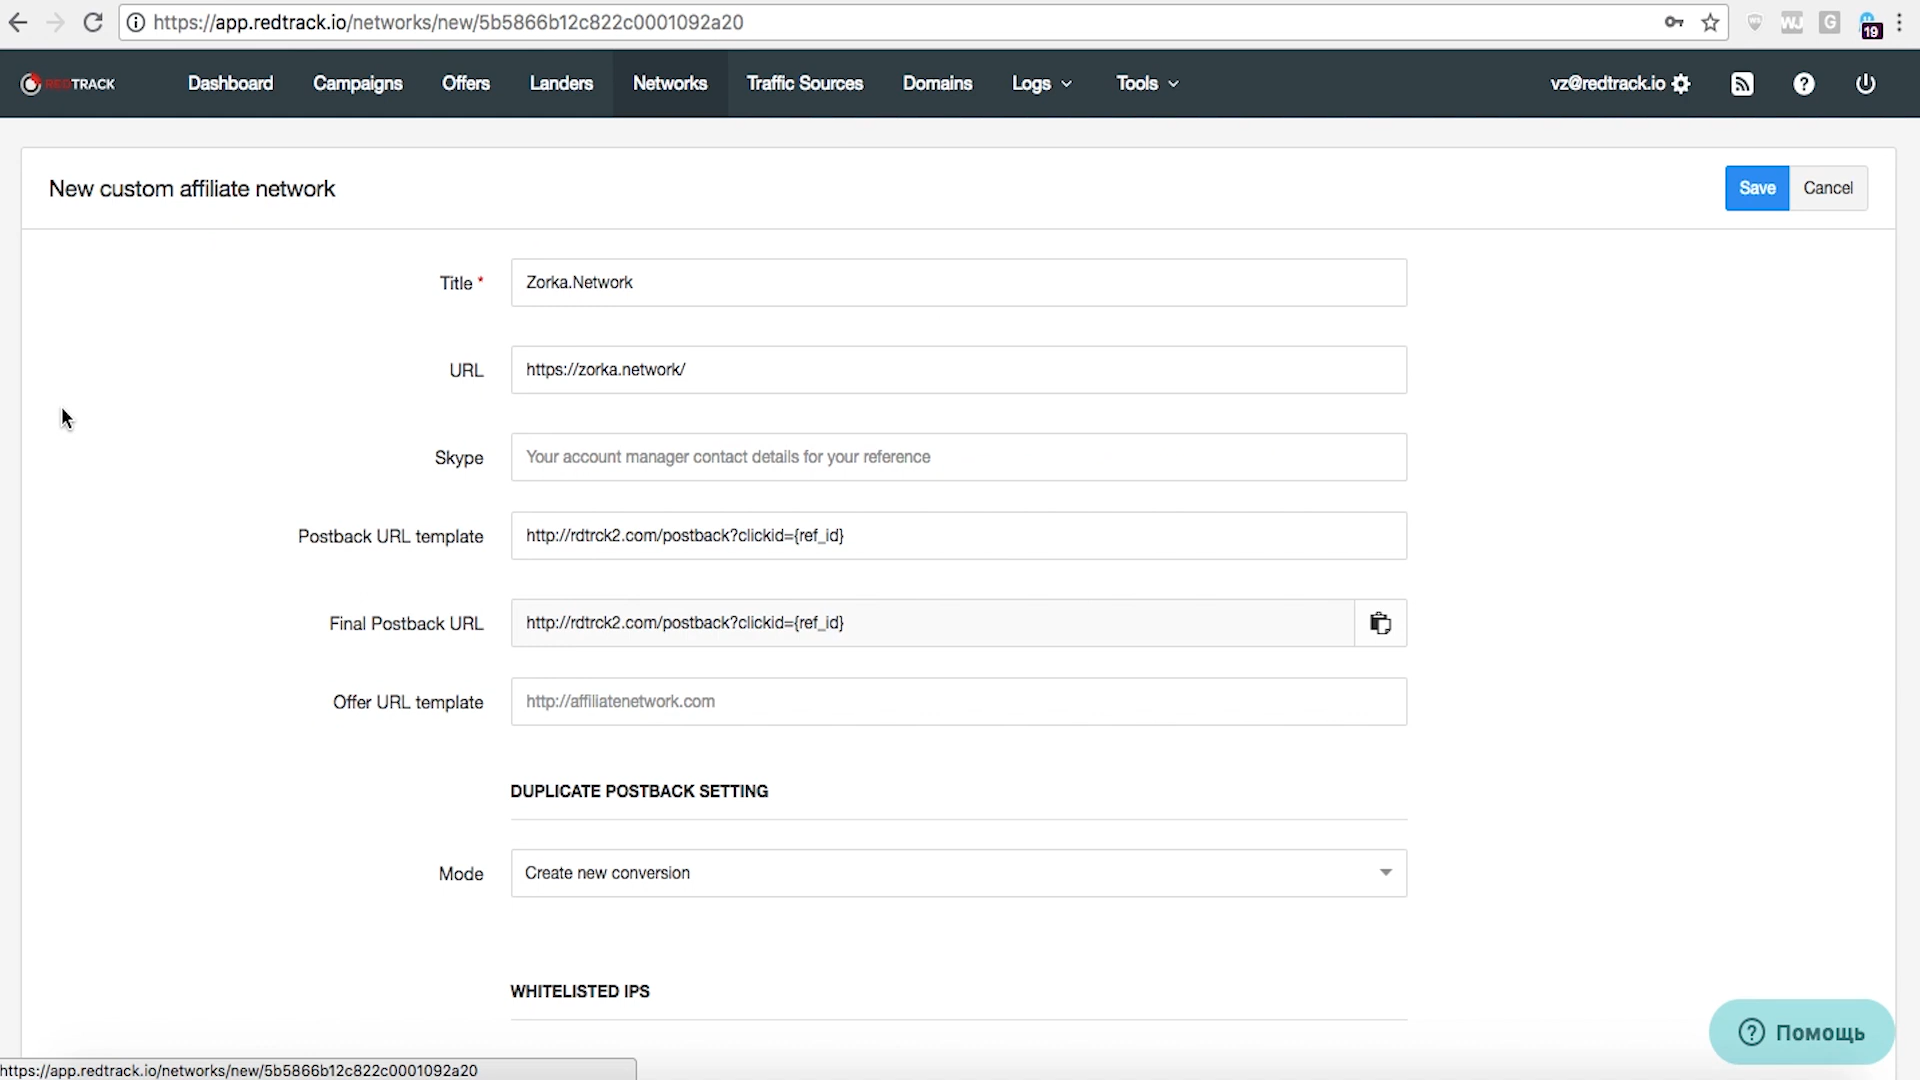 https://app.redtrack.io/networks/new/5b5866b12c822c0001092a20
19
REDTRACK
Dashboard
Campaigns
Offers
Landers
Networks
Traffic Sources
Domains
Logs
Tools
vz@redtrack.io
New custom affiliate network
Save
Cancel
Title *
Zorka.Network
URL
https://zorka.network/
Skype
Your account manager contact details for your reference
Postback URL template
http://rdtrck2.com/postback?clickid={ref_id}
Final Postback URL
http://rdtrck2.com/postback?clickid={ref_id}
Offer URL template
http://affiliatenetwork.com
DUPLICATE POSTBACK SETTING
Mode
Create new conversion
WHITELISTED IPS
Помощь
https://app.redtrack.io/networks/new/5b5866b12c822c0001092a20